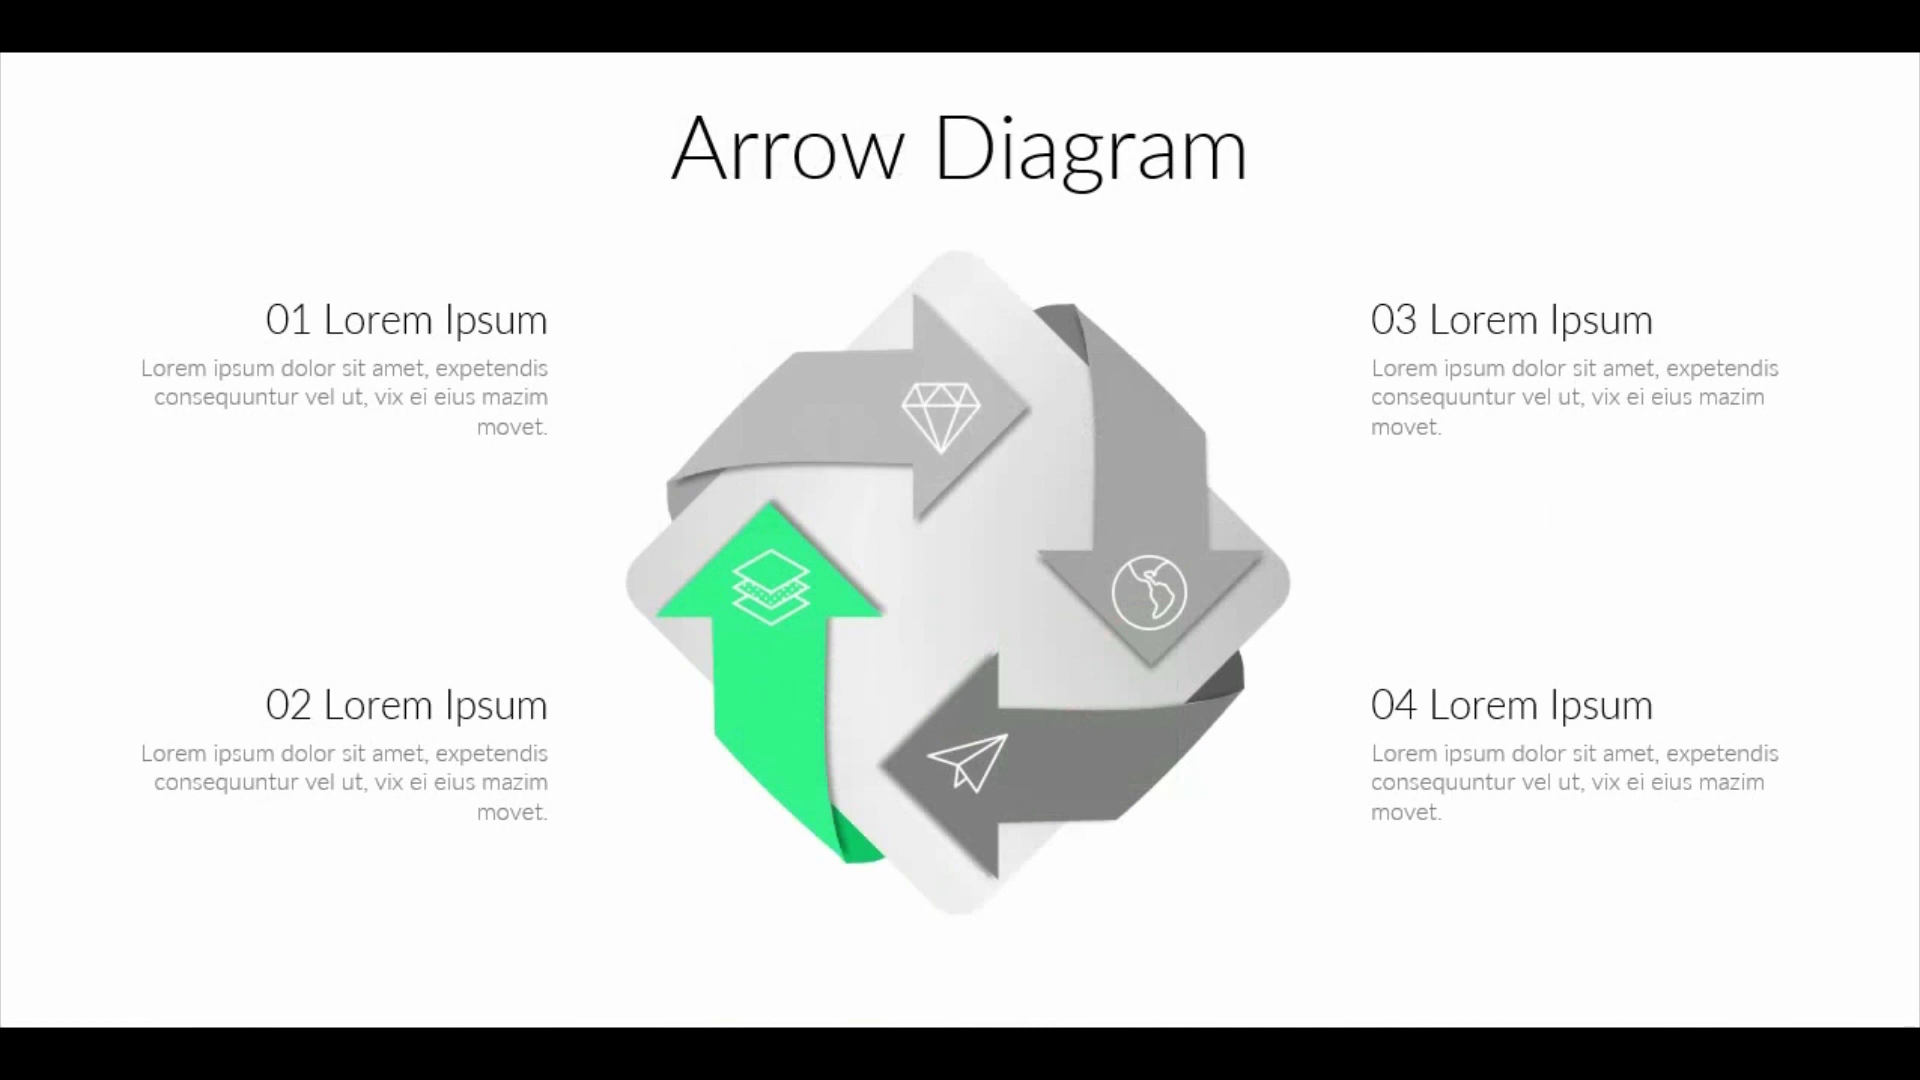 Arrow Diagram
01 Lorem Ipsum
Lorem ipsum dolor sit amet, expetendis
consequuntur vel ut, vix ei eius mazim
movet.
02 Lorem Ipsum
Lorem ipsum dolor sit amet, expetendis
consequuntur vel ut, vix ei eius mazim
movet.
03 Lorem Ipsum
Lorem ipsum dolor sit amet, expetendis
consequuntur vel ut, vix ei eius mazim
movet.
04 Lorem Ipsum
Lorem ipsum dolor sit amet, expetendis
consequuntur vel ut, vix ei eius mazim
movet.